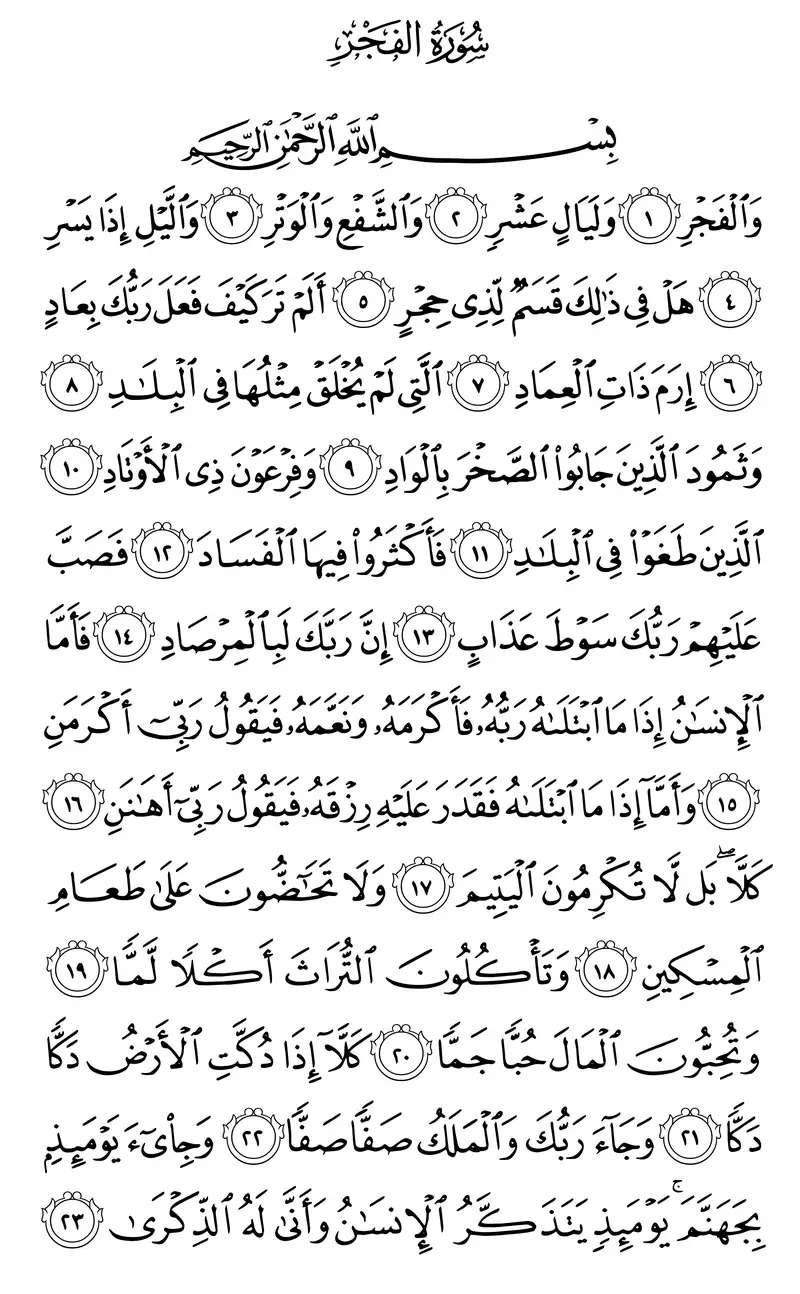 سُورَةُ الفَجْرِ
بِسْمِ ٱللَّهِ ٱلرَّحْمَٰنِ ٱلرَّحِيمِ
وَٱلْفَجْرِ ١ وَلَيَالٍ عَشْرٍ ٢ وَٱلشَّفْعِ وَٱلْوَتْرِ ٣ وَٱلَّيْلِ إِذَا يَسْرِ
٤ هَلْ فِى ذَٰلِكَ قَسَمٌ لِّذِى حِجْرٍ ٥ أَلَمْ تَرَ كَيْفَ فَعَلَ رَبُّكَ بِعَادٍ
٦ إِرَمَ ذَاتِ ٱلْعِمَادِ ٧ ٱلَّتِى لَمْ يُخْلَقْ مِثْلُهَا فِى ٱلْبِلَٰدِ ٨
وَثَمُودَ ٱلَّذِينَ جَابُوا۟ ٱلصَّخْرَ بِٱلْوَادِ ٩ وَفِرْعَوْنَ ذِى ٱلْأَوْتَادِ ١٠
ٱلَّذِينَ طَغَوْا۟ فِى ٱلْبِلَٰدِ ١١ فَأَكْثَرُوا۟ فِيهَا ٱلْفَسَادَ ١٢ فَصَبَّ
عَلَيْهِمْ رَبُّكَ سَوْطَ عَذَابٍ ١٣ إِنَّ رَبَّكَ لَبِٱلْمِرْصَادِ ١٤ فَأَمَّا
ٱلْإِنسَٰنُ إِذَا مَا ٱبْتَلَىٰهُ رَبُّهُۥ فَأَكْرَمَهُۥ وَنَعَّمَهُۥ فَيَقُولُ رَبِّىٓ أَكْرَمَنِ
١٥ وَأَمَّآ إِذَا مَا ٱبْتَلَىٰهُ فَقَدَرَ عَلَيْهِ رِزْقَهُۥ فَيَقُولُ رَبِّىٓ أَهَٰنَنِ ١٦
كَلَّا ۖ بَل لَّا تُكْرِمُونَ ٱلْيَتِيمَ ١٧ وَلَا تَحَٰٓضُّونَ عَلَىٰ طَعَامِ
ٱلْمِسْكِينِ ١٨ وَتَأْكُلُونَ ٱلتُّرَاثَ أَكْلًا لَّمًّا ١٩
وَتُحِبُّونَ ٱلْمَالَ حُبًّا جَمًّا ٢٠ كَلَّآ إِذَا دُكَّتِ ٱلْأَرْضُ دَكًّا
دَكًّا ٢١ وَجَآءَ رَبُّكَ وَٱلْمَلَكُ صَفًّا صَفًّا ٢٢ وَجِا۟ىٓءَ يَوْمَئِذٍۭ
بِجَهَنَّمَ ۚ يَوْمَئِذٍ يَتَذَكَّرُ ٱلْإِنسَٰنُ وَأَنَّىٰ لَهُ ٱلذِّكْرَىٰ ٢٣